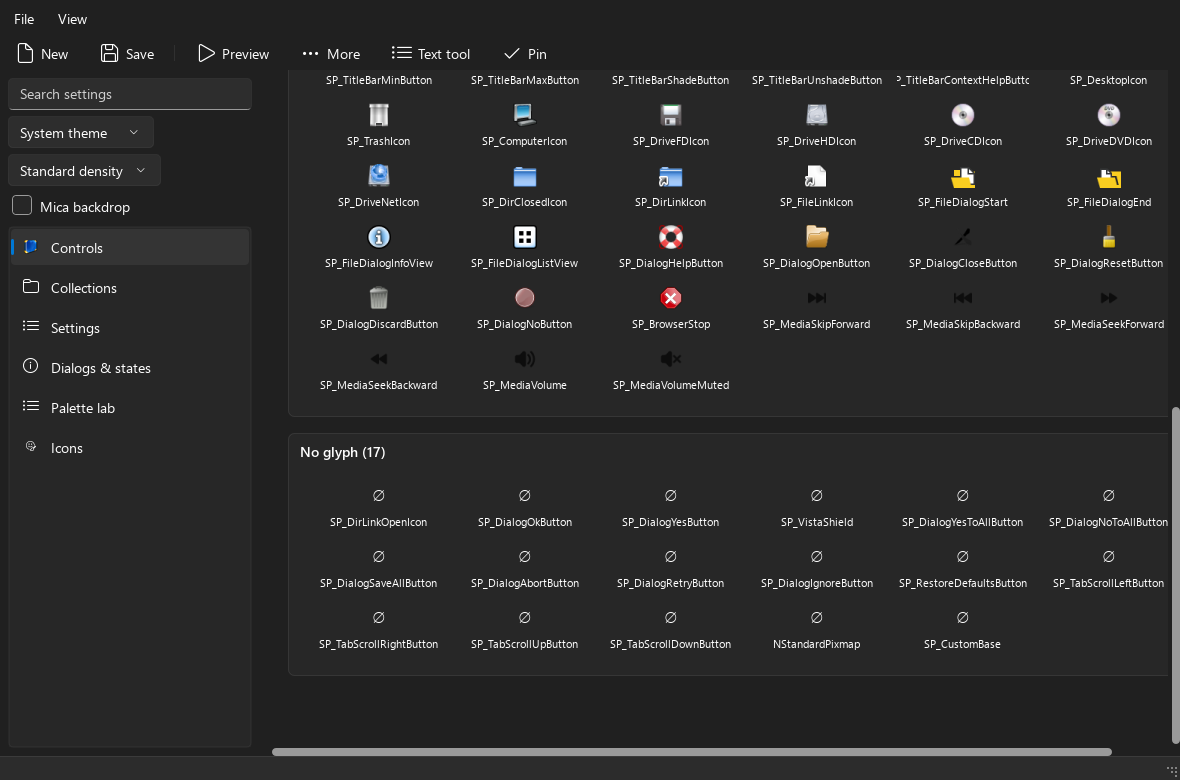 File View
New Save Preview More Text tool Pin
Search settings
System theme
Standard density
Mica backdrop
Controls
Collections
Settings
Dialogs & states
Palette lab
Icons
SP_TitleBarMinButton SP_TitleBarMaxButton SP_TitleBarShadeButton SP_TitleBarUnshadeButton P_TitleBarContextHelpButto SP_DesktopIcon
SP_TrashIcon SP_ComputerIcon SP_DriveFDIcon SP_DriveHDIcon SP_DriveCDIcon SP_DriveDVDIcon
SP_DriveNetIcon SP_DirClosedIcon SP_DirLinkIcon SP_FileLinkIcon SP_FileDialogStart SP_FileDialogEnd
SP_FileDialogInfoView SP_FileDialogListView SP_DialogHelpButton SP_DialogOpenButton SP_DialogCloseButton SP_DialogResetButton
SP_DialogDiscardButton SP_DialogNoButton SP_BrowserStop SP_MediaSkipForward SP_MediaSkipBackward SP_MediaSeekForward
SP_MediaSeekBackward SP_MediaVolume SP_MediaVolumeMuted
No glyph (17)
∅ ∅ ∅ ∅ ∅ ∅
SP_DirLinkOpenIcon SP_DialogOkButton SP_DialogYesButton SP_VistaShield SP_DialogYesToAllButton SP_DialogNoToAllButton
∅ ∅ ∅ ∅ ∅ ∅
SP_DialogSaveAllButton SP_DialogAbortButton SP_DialogRetryButton SP_DialogIgnoreButton SP_RestoreDefaultsButton SP_TabScrollLeftButton
∅ ∅ ∅ ∅ ∅
SP_TabScrollRightButton SP_TabScrollUpButton SP_TabScrollDownButton NStandardPixmap SP_CustomBase